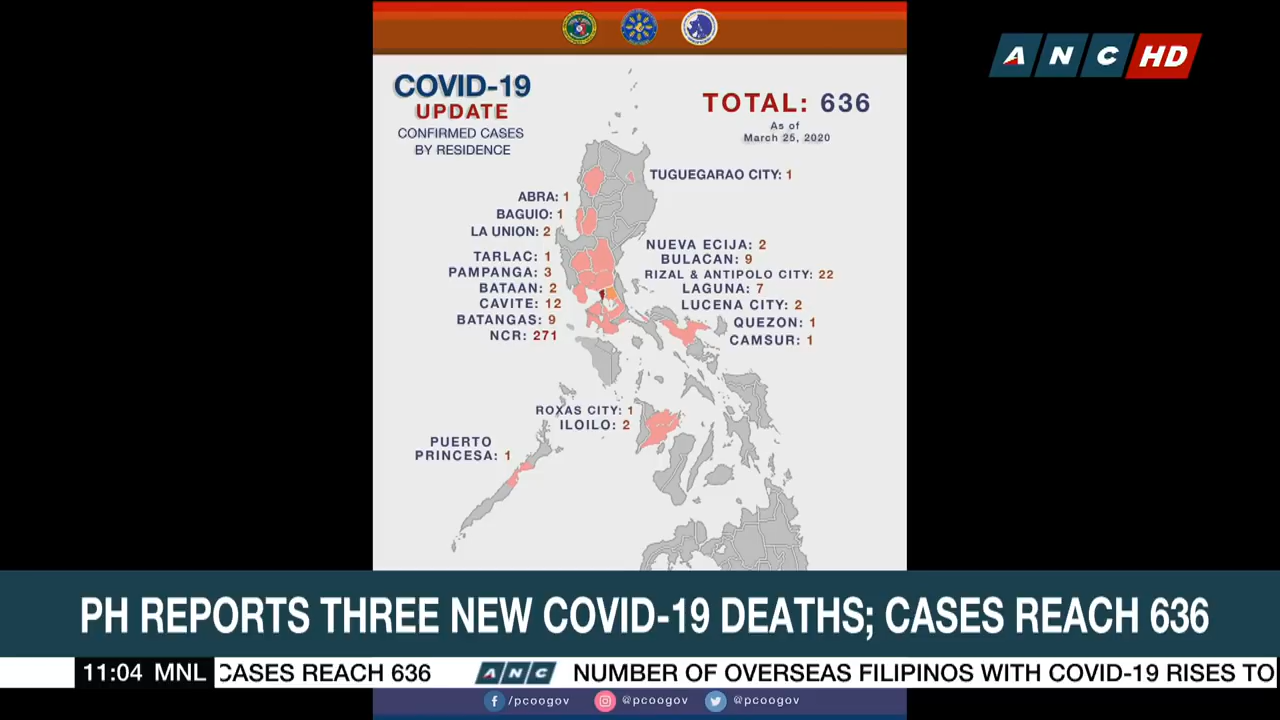 ANC HD
COVID-19
UPDATE
CONFIRMED CASES
BY RESIDENCE
TOTAL: 636
As of
March 25, 2020
TUGUEGARAO CITY: 1
ABRA: 1
BAGUIO: 1
LA UNION: 2
TARLAC: 1
PAMPANGA: 3
BATAAN: 2
CAVITE: 12
BATANGAS: 9
NCR: 271
NUEVA ECIJA: 2
BULACAN: 9
RIZAL & ANTIPOLO CITY: 22
LAGUNA: 7
LUCENA CITY: 2
QUEZON: 1
CAMSUR: 1
ROXAS CITY: 1
ILOILO: 2
PUERTO
PRINCESA: 1
PH REPORTS THREE NEW COVID-19 DEATHS; CASES REACH 636
11:04 MNL CASES REACH 636 ANC NUMBER OF OVERSEAS FILIPINOS WITH COVID-19 RISES TO
/pcoogov @pcoogov @pcoogov